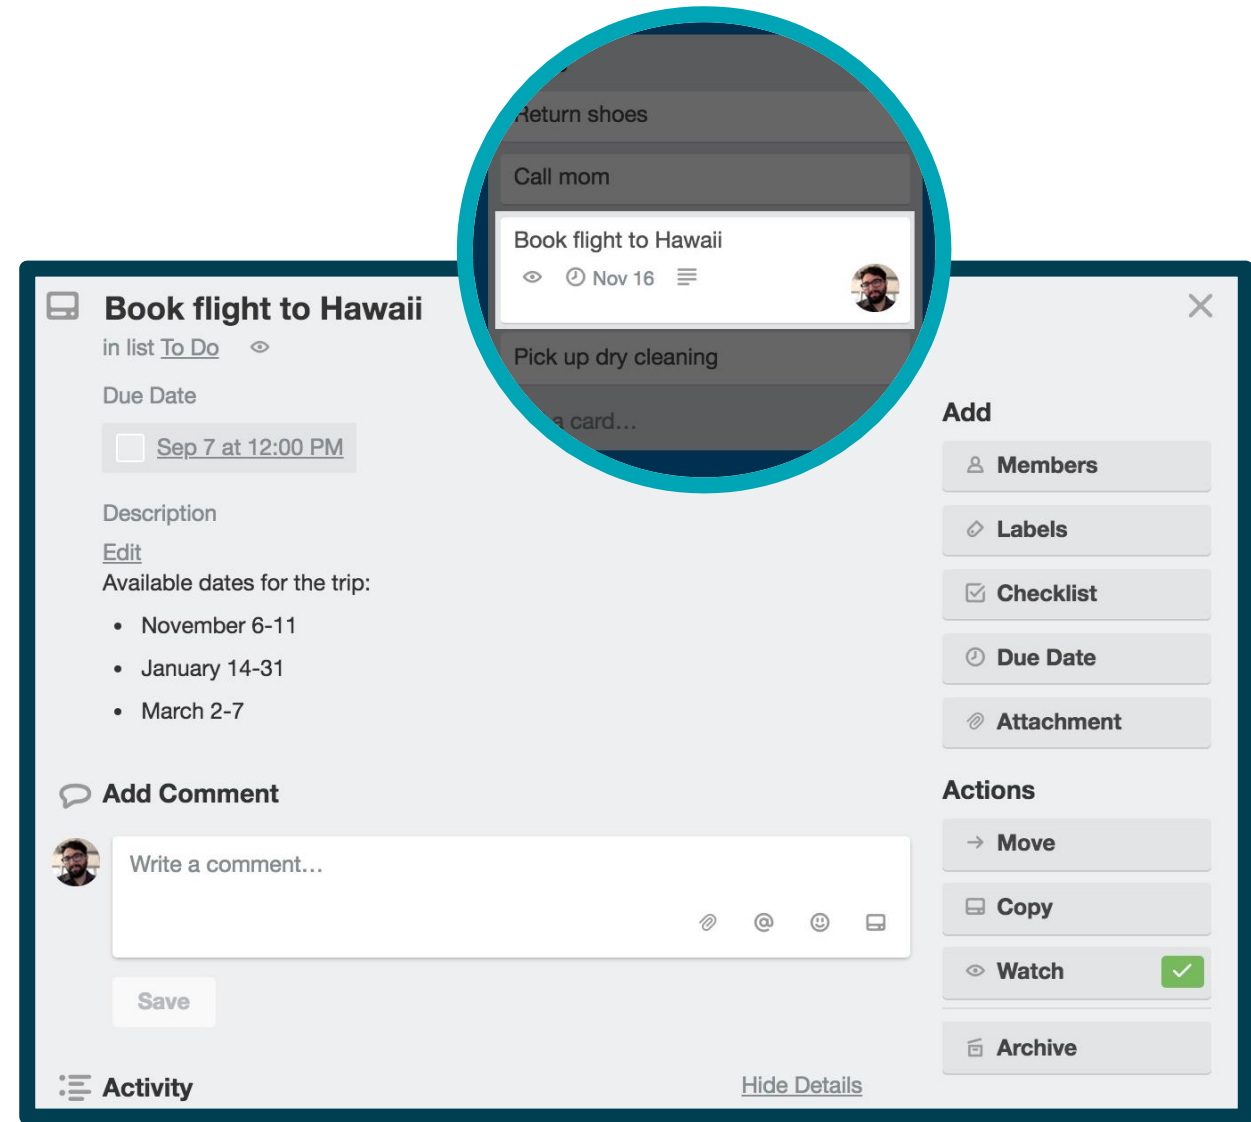 Return shoes
Call mom
Book flight to Hawaii
Nov 16
Pick up dry cleaning
a card...
Book flight to Hawaii
in list To Do
Due Date
Sep 7 at 12:00 PM
Description
Edit
Available dates for the trip:
• November 6-11
• January 14-31
• March 2-7
Add Comment
Write a comment...
@
Save
Activity
Hide Details
Add
Members
Labels
Checklist
Due Date
Attachment
Actions
Move
Copy
Watch
Archive